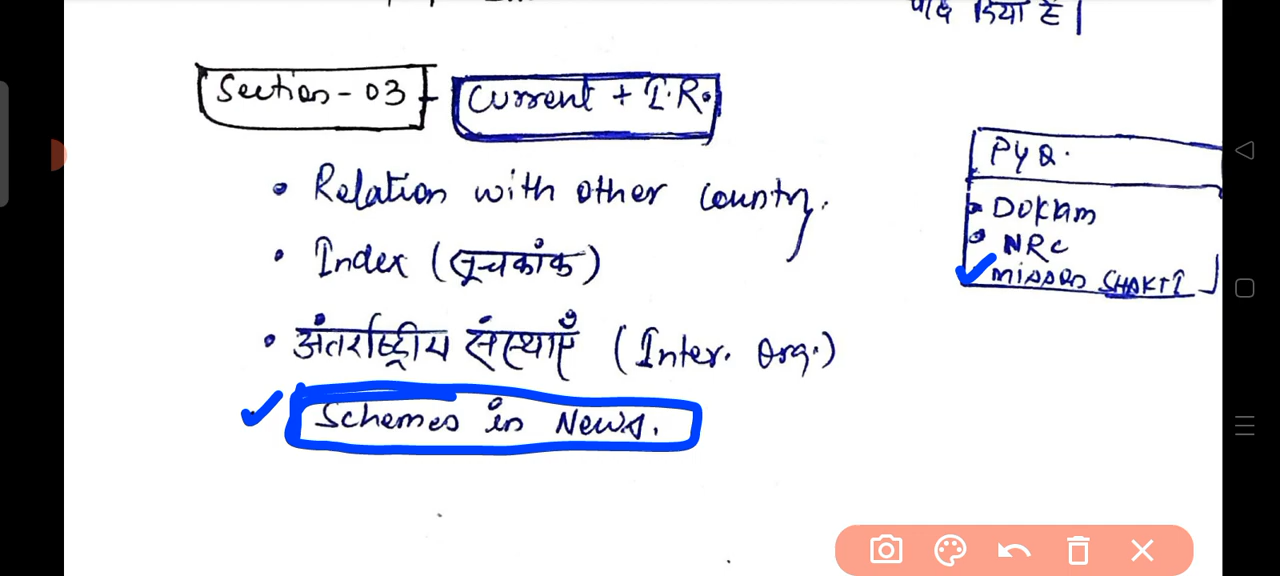 दिया है।
Section-03
Current + I.R.
• Relation with other country.
• Index (सूचकांक)
• अंतर्राष्ट्रीय संस्थाएँ (Inter. Org.)
Schemes in News.
PYQ.
• DOKLAM
• NRC
MISSION SHAKTI